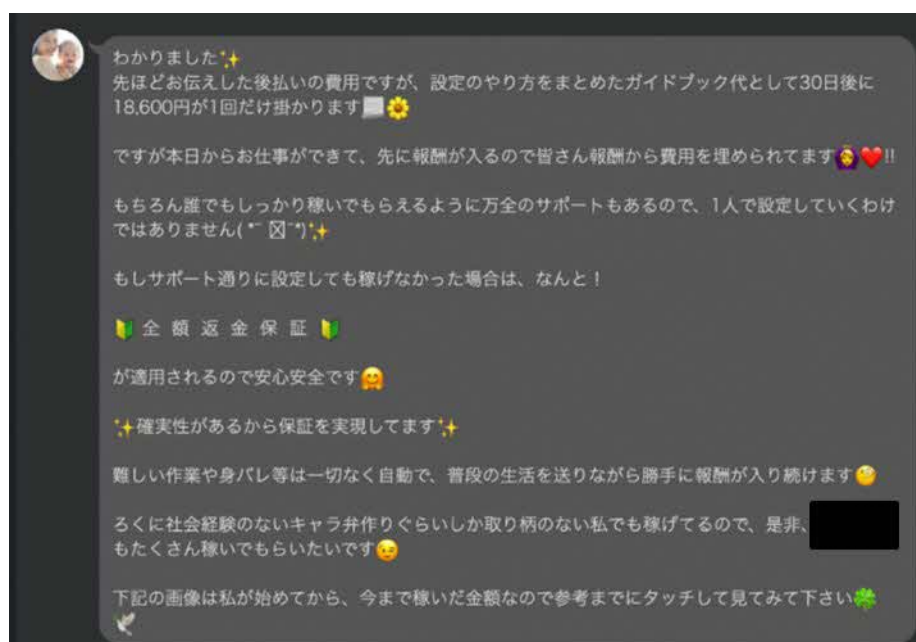 わかりました✨
先ほどお伝えした後払いの費用ですが、設定のやり方をまとめたガイドブック代として30日後に
18,600円が1回だけ掛かります📃🌼
ですが本日からお仕事ができて、先に報酬が入るので皆さん報酬から費用を埋められてます🙆‍♀️❤️!!
もちろん誰でもしっかり稼いでもらえるように万全のサポートもあるので、1人で設定していくわけ
ではありません( *¯ ☒¯*)✨
もしサポート通りに設定しても稼げなかった場合は、なんと！
🔰 全 額 返 金 保 証 🔰
が適用されるので安心安全です🤗
✨確実性があるから保証を実現してます✨
難しい作業や身バレ等は一切なく自動で、普段の生活を送りながら勝手に報酬が入り続けます🧐
ろくに社会経験のないキャラ弁作りぐらいしか取り柄のない私でも稼げてるので、是非、
もたくさん稼いでもらいたいです😉
下記の画像は私が始めてから、今まで稼いだ金額なので参考までにタッチして見てみて下さい🍀
🕊